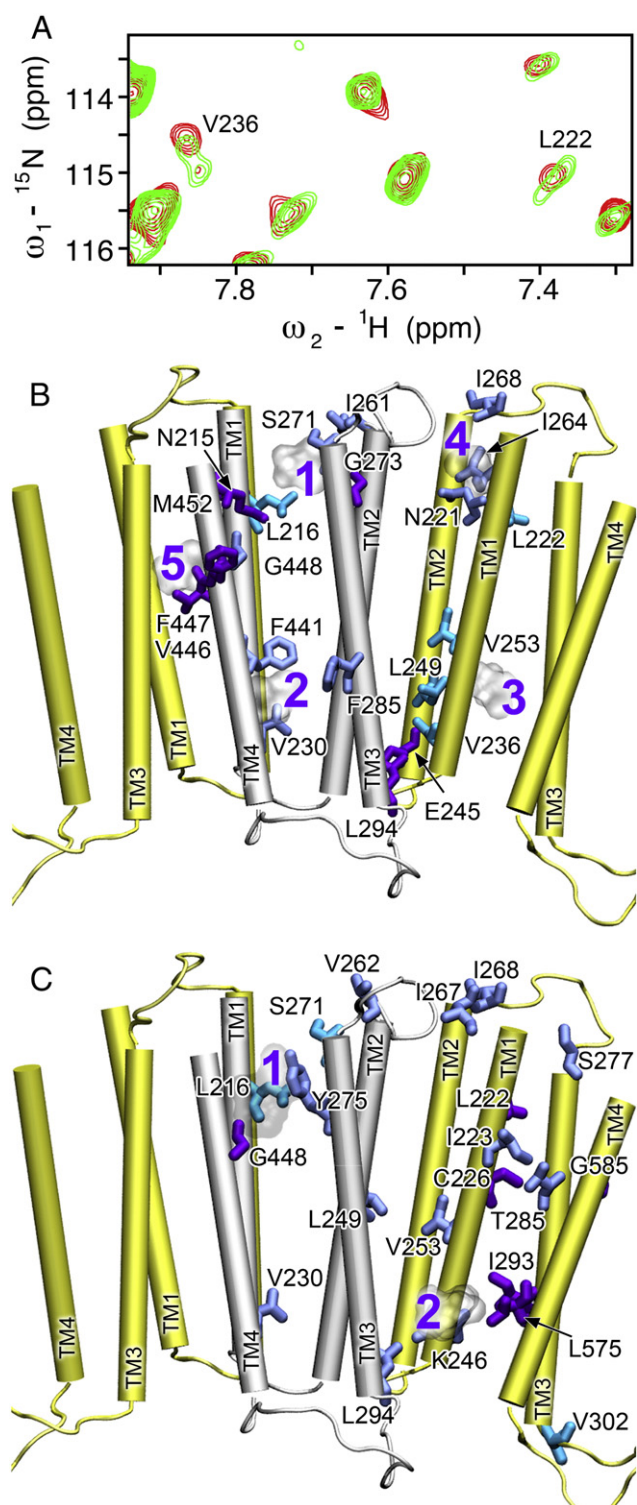 A
V236
L222
114
115
116
ω1 - 15N (ppm)
7.8
7.6
7.4
ω2 - 1H (ppm)
B
I268
I261
S271
4
I264
N215
TM1
1
G273
M452
N221
L216
TM2
L222
5
G448
TM2
TM1
TM4
F447
F441
V253
V446
L249
2
F285
3
V230
V236
TM4
TM1
TM3
TM4
TM3
E245
TM3
L294
C
V262
I268
S271
I267
TM1
TM2
1
TM2
TM1
S277
L216
Y275
L222
TM4
G448
I223
C226
G585
T285
L249
V253
I293
V230
2
TM4
TM3
TM1
TM4
TM3
K246
L575
L294
TM3
V302